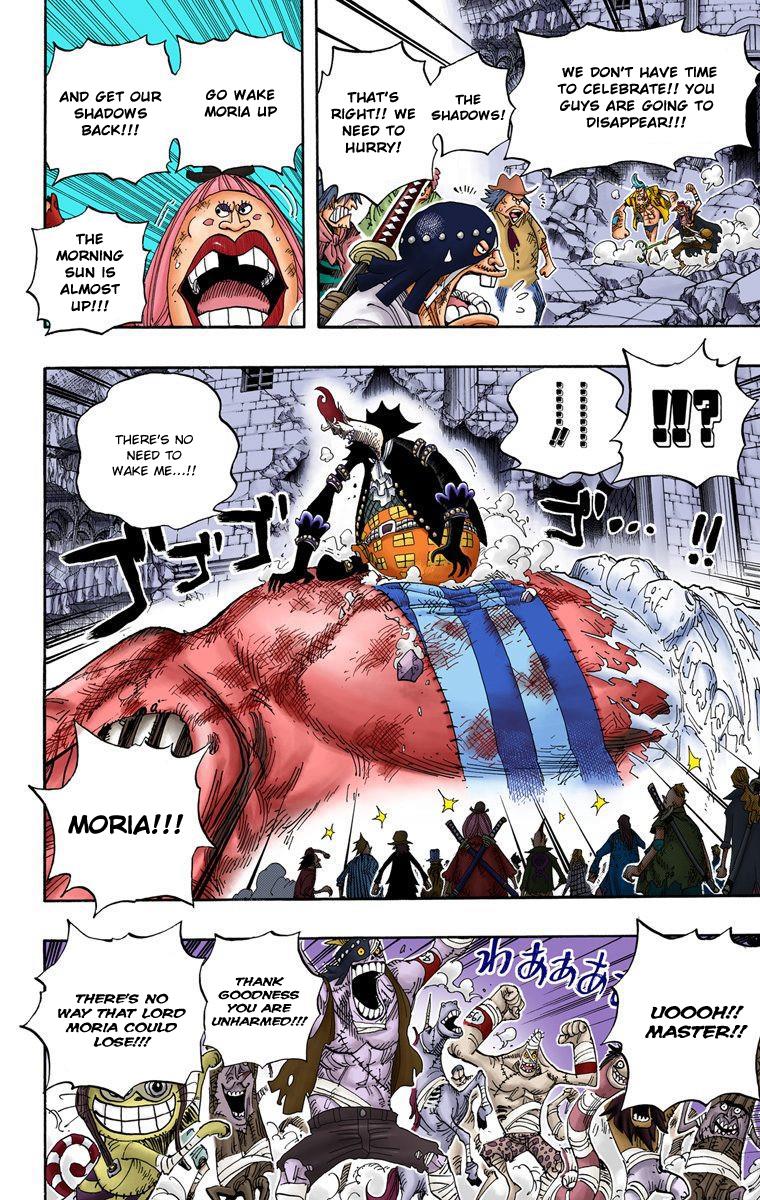 WE DON'T HAVE TIME
TO CELEBRATE!! YOU
GUYS ARE GOING TO
DISAPPEAR!!!
THE
SHADOWS!
THAT'S
RIGHT!! WE
NEED TO
HURRY!
GO WAKE
MORIA UP
AND GET OUR
SHADOWS
BACK!!!
THE
MORNING
SUN IS
ALMOST
UP!!!
!!?
!!
ゴ…
!!
THERE'S NO
NEED TO
WAKE ME...!!
ゴゴゴ
MORIA!!!
UOOOH!!
MASTER!!
わあああ
THANK
GOODNESS
YOU ARE
UNHARMED!!!
THERE'S NO
WAY THAT LORD
MORIA COULD
LOSE!!!